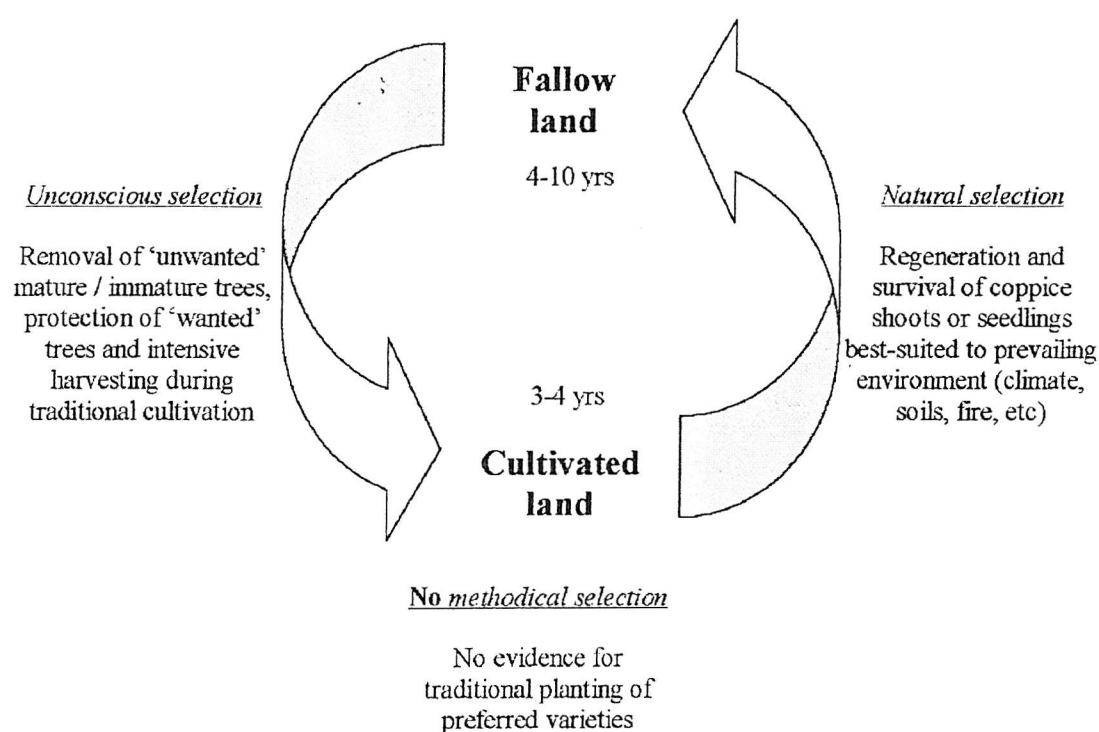 Fallow
land
4-10 yrs
Unconscious selection
Removal of ‘unwanted’
mature / immature trees,
protection of ‘wanted’
trees and intensive
harvesting during
traditional cultivation
Natural selection
Regeneration and
survival of coppice
shoots or seedlings
best-suited to prevailing
environment (climate,
soils, fire, etc)
3-4 yrs
Cultivated
land
No methodical selection
No evidence for
traditional planting of
preferred varieties